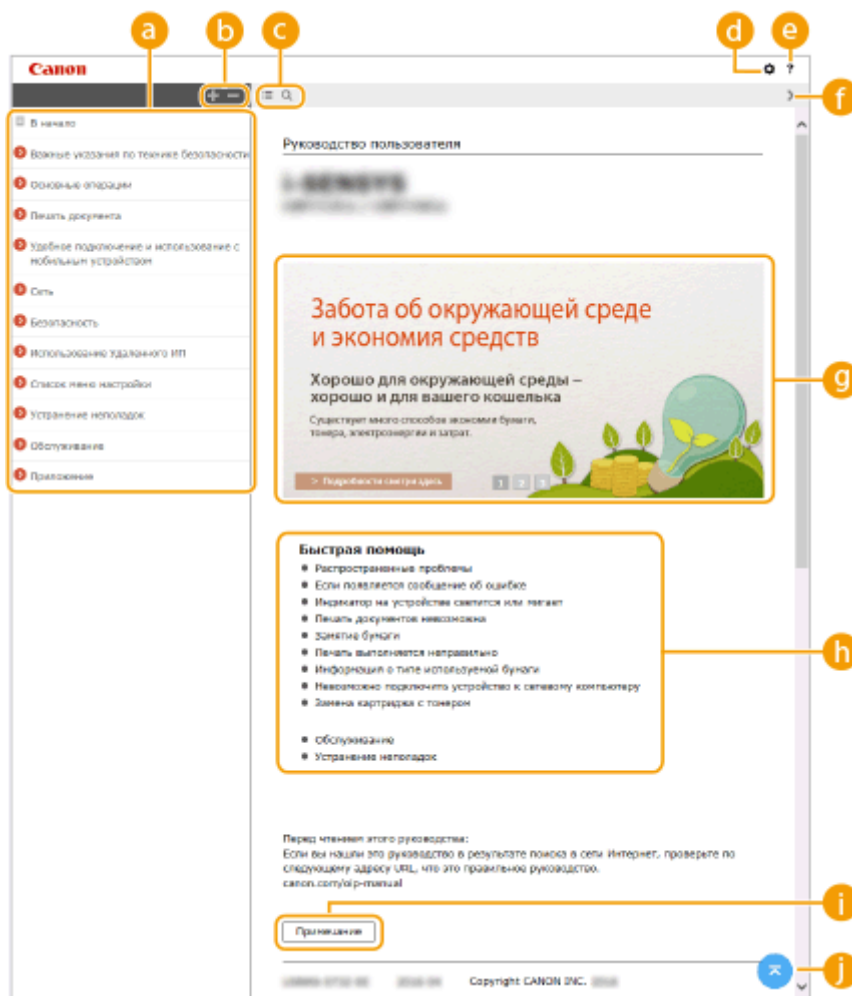 a b c d e
Canon
?
f
В начало
Важные указания по технике безопасности
Основные операции
Печать документа
Удобное подключение и использование с
мобильным устройством
Сеть
Безопасность
Использование Удаленного ИП
Список меню настройки
Устранение неполадок
Обслуживание
Приложение
Руководство пользователя
i-SENSYS
Забота об окружающей среде
и экономия средств
Хорошо для окружающей среды –
хорошо и для вашего кошелька
Существует много способов экономии бумаги,
тонера, электроэнергии и затрат.
> Подробности смотри здесь
1 2 3
g
Быстрая помощь
Распространенные проблемы
Если появляется сообщение об ошибке
Индикатор на устройстве светится или мигает
Печать документов невозможна
Замятие бумаги
Печать выполняется неправильно
Информация о типе используемой бумаги
Невозможно подключить устройство к сетевому компьютеру
Замена картриджа с тонером
Обслуживание
Устранение неполадок
h
Перед чтением этого руководства:
Если вы нашли это руководство в результате поиска в сети Интернет, проверьте по
следующему адресу URL, что это правильное руководство.
canon.com/oip-manual
i
Примечание
j
Copyright CANON INC.